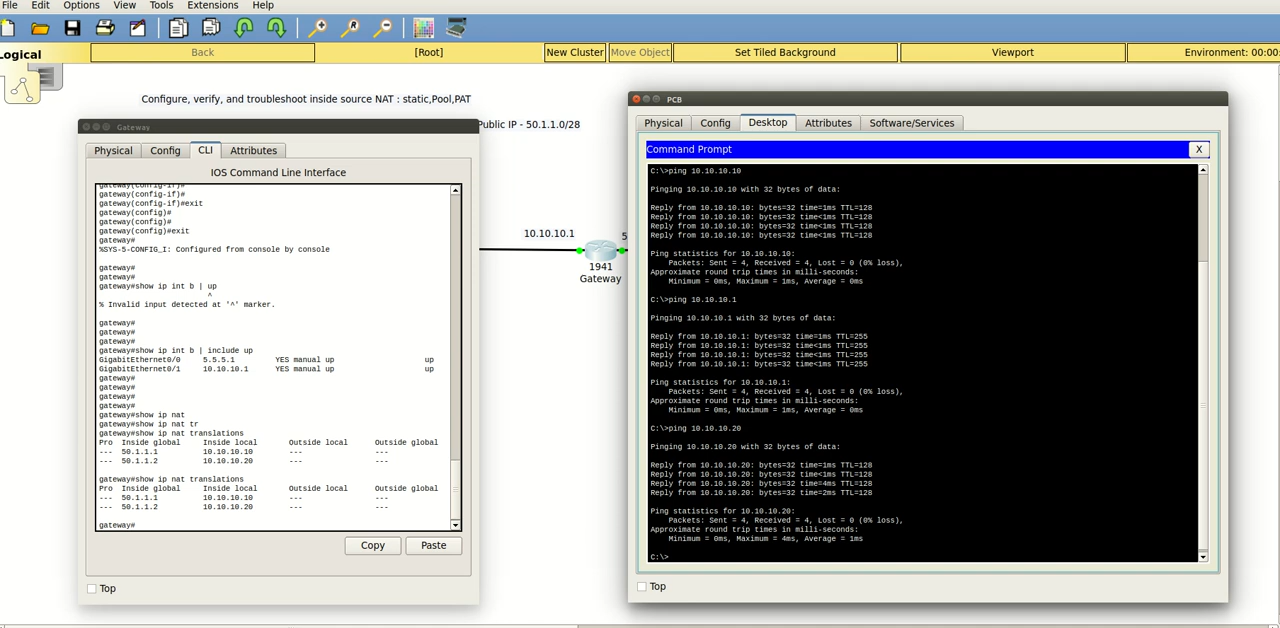 File Edit Options View Tools Extensions Help
Logical Back [Root] New Cluster Move Object Set Tiled Background Viewport Environment: 00:00:
Configure, verify, and troubleshoot inside source NAT : static,Pool,PAT
Public IP - 50.1.1.0/28
10.10.10.1
5
1941
Gateway
Gateway
Physical Config CLI Attributes
IOS Command Line Interface
gateway(config-if)#
gateway(config-if)#
gateway(config-if)#exit
gateway(config)#
gateway(config)#
gateway(config)#exit
gateway#
%SYS-5-CONFIG_I: Configured from console by console
gateway#
gateway#
gateway#show ip int b | up
^
% Invalid input detected at '^' marker.
gateway#
gateway#
gateway#
gateway#show ip int b | include up
GigabitEthernet0/0 5.5.5.1 YES manual up up
GigabitEthernet0/1 10.10.10.1 YES manual up up
gateway#
gateway#
gateway#
gateway#
gateway#show ip nat
gateway#show ip nat tr
gateway#show ip nat translations
Pro Inside global Inside local Outside local Outside global
--- 50.1.1.1 10.10.10.10 --- ---
--- 50.1.1.2 10.10.10.20 --- ---
gateway#show ip nat translations
Pro Inside global Inside local Outside local Outside global
--- 50.1.1.1 10.10.10.10 --- ---
--- 50.1.1.2 10.10.10.20 --- ---
gateway#
Copy Paste
Top
PCB
Physical Config Desktop Attributes Software/Services
Command Prompt X
C:\>ping 10.10.10.10
Pinging 10.10.10.10 with 32 bytes of data:
Reply from 10.10.10.10: bytes=32 time=1ms TTL=128
Reply from 10.10.10.10: bytes=32 time<1ms TTL=128
Reply from 10.10.10.10: bytes=32 time<1ms TTL=128
Reply from 10.10.10.10: bytes=32 time<1ms TTL=128
Ping statistics for 10.10.10.10:
Packets: Sent = 4, Received = 4, Lost = 0 (0% loss),
Approximate round trip times in milli-seconds:
Minimum = 0ms, Maximum = 1ms, Average = 0ms
C:\>ping 10.10.10.1
Pinging 10.10.10.1 with 32 bytes of data:
Reply from 10.10.10.1: bytes=32 time=1ms TTL=255
Reply from 10.10.10.1: bytes=32 time<1ms TTL=255
Reply from 10.10.10.1: bytes=32 time<1ms TTL=255
Reply from 10.10.10.1: bytes=32 time<1ms TTL=255
Ping statistics for 10.10.10.1:
Packets: Sent = 4, Received = 4, Lost = 0 (0% loss),
Approximate round trip times in milli-seconds:
Minimum = 0ms, Maximum = 1ms, Average = 0ms
C:\>ping 10.10.10.20
Pinging 10.10.10.20 with 32 bytes of data:
Reply from 10.10.10.20: bytes=32 time=1ms TTL=128
Reply from 10.10.10.20: bytes=32 time<1ms TTL=128
Reply from 10.10.10.20: bytes=32 time=4ms TTL=128
Reply from 10.10.10.20: bytes=32 time=2ms TTL=128
Ping statistics for 10.10.10.20:
Packets: Sent = 4, Received = 4, Lost = 0 (0% loss),
Approximate round trip times in milli-seconds:
Minimum = 0ms, Maximum = 4ms, Average = 1ms
C:\>
Top